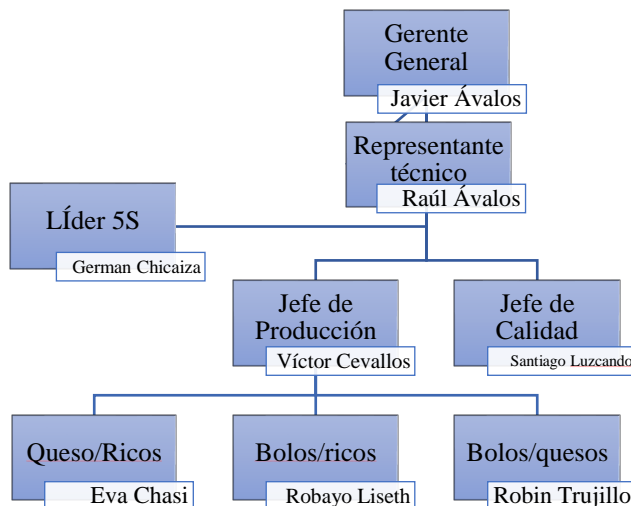 Gerente
General
Javier Ávalos
Representante
técnico
Raúl Ávalos
LÍder 5S
German Chicaiza
Jefe de
Producción
Víctor Cevallos
Jefe de
Calidad
Santiago Luzcando
Queso/Ricos
Eva Chasi
Bolos/ricos
Robayo Liseth
Bolos/quesos
Robin Trujillo